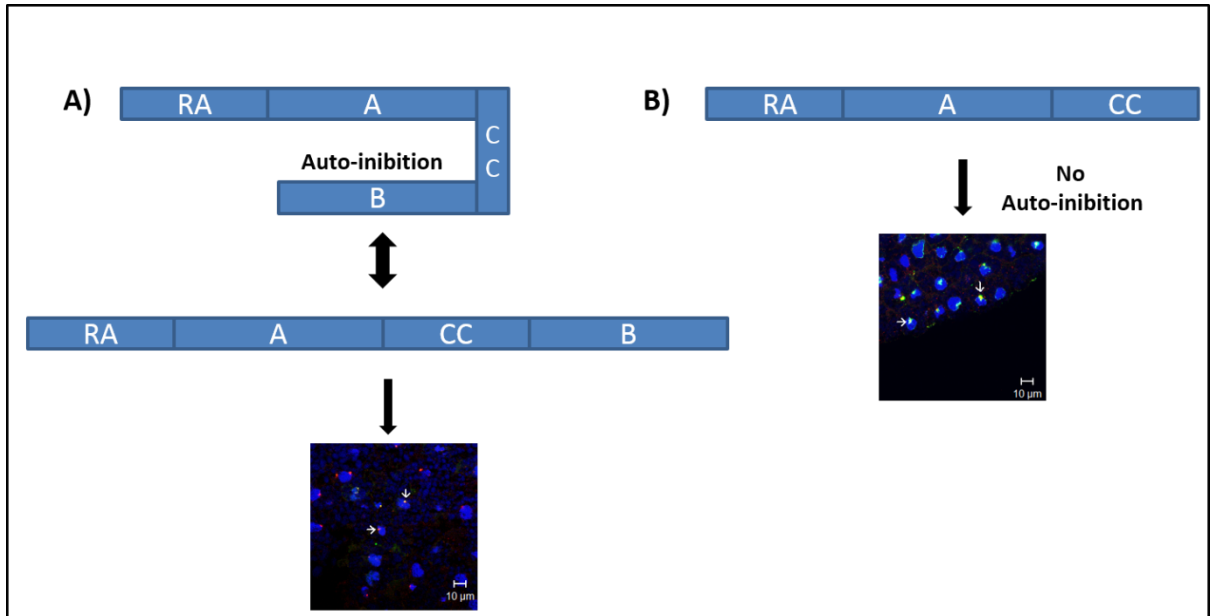 A)
RA A
C
C
Auto-inibition
B
RA A CC B
10 µm
B)
RA A CC
No
Auto-inibition
10 µm